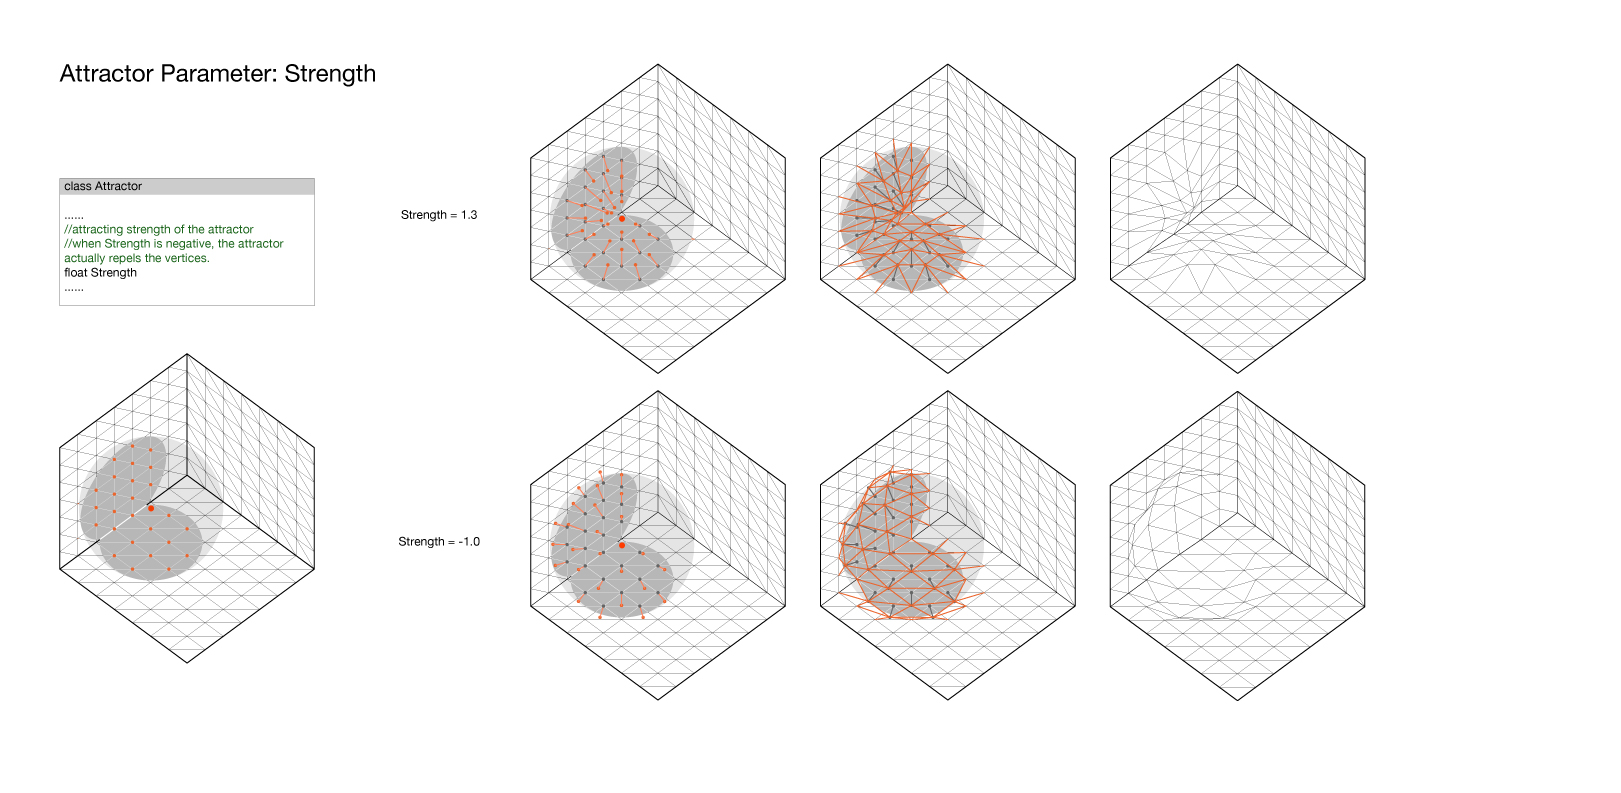 Attractor Parameter: Strength
class Attractor
......
//attracting strength of the attractor
//when Strength is negative, the attractor
actually repels the vertices.
float Strength
......
Strength = 1.3
Strength = -1.0